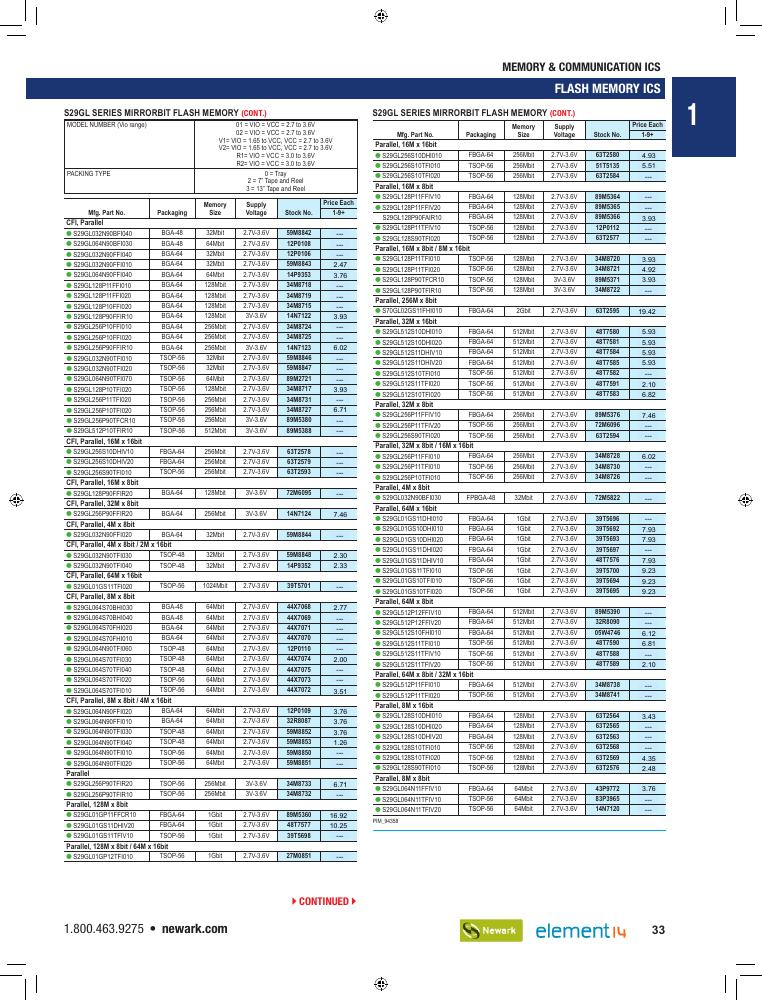 MEMORY & COMMUNICATION ICS
FLASH MEMORY ICS
1
S29GL SERIES MIRRORBIT FLASH MEMORY (CONT.)
MODEL NUMBER (Vio range) 01 = VIO = VCC = 2.7 to 3.6V
02 = VIO = VCC = 2.7 to 3.6V
V1= VIO = 1.65 to VCC, VCC = 2.7 to 3.6V
V2= VIO = 1.65 to VCC, VCC = 2.7 to 3.6V
R1= VIO = VCC = 3.0 to 3.6V
R2= VIO = VCC = 3.0 to 3.6V
PACKING TYPE 0 = Tray
2 = 7" Tape and Reel
3 = 13" Tape and Reel
Mfg. Part No. Packaging Memory Size Supply Voltage Stock No. Price Each 1-9+
CFI, Parallel
S29GL032N90BFI040 BGA-48 32Mbit 2.7V-3.6V 59M8842 ---
S29GL064N90BFI030 BGA-48 64Mbit 2.7V-3.6V 12P0108 ---
S29GL032N90FFI040 BGA-64 32Mbit 2.7V-3.6V 12P0106 ---
S29GL032N90FFI010 BGA-64 32Mbit 2.7V-3.6V 59M8843 2.47
S29GL064N90FFI040 BGA-64 64Mbit 2.7V-3.6V 14P9353 3.76
S29GL128P11FFI010 BGA-64 128Mbit 2.7V-3.6V 34M8718 ---
S29GL128P11FFI020 BGA-64 128Mbit 2.7V-3.6V 34M8719 ---
S29GL128P10FFI020 BGA-64 128Mbit 2.7V-3.6V 34M8715 ---
S29GL128P90FFIR10 BGA-64 128Mbit 3V-3.6V 14N7122 3.93
S29GL256P10FFI010 BGA-64 256Mbit 2.7V-3.6V 34M8724 ---
S29GL256P10FFI020 BGA-64 256Mbit 2.7V-3.6V 34M8725 ---
S29GL256P90FFIR10 BGA-64 256Mbit 3V-3.6V 14N7123 6.02
S29GL032N90TFI010 TSOP-56 32Mbit 2.7V-3.6V 59M8846 ---
S29GL032N90TFI020 TSOP-56 32Mbit 2.7V-3.6V 59M8847 ---
S29GL064N90TFI070 TSOP-56 64Mbit 2.7V-3.6V 89M2721 ---
S29GL128P10TFI020 TSOP-56 128Mbit 2.7V-3.6V 34M8717 3.93
S29GL256P11TFI020 TSOP-56 256Mbit 2.7V-3.6V 34M8731 ---
S29GL256P10TFI020 TSOP-56 256Mbit 2.7V-3.6V 34M8727 6.71
S29GL256P90TFCR10 TSOP-56 256Mbit 3V-3.6V 89M5380 ---
S29GL512P10TFIR10 TSOP-56 512Mbit 3V-3.6V 89M5388 ---
CFI, Parallel, 16M x 16bit
S29GL256S10DHIV10 FBGA-64 256Mbit 2.7V-3.6V 63T2578 ---
S29GL256S10DHIV20 FBGA-64 256Mbit 2.7V-3.6V 63T2579 ---
S29GL256S90TFI010 TSOP-56 256Mbit 2.7V-3.6V 63T2593 ---
CFI, Parallel, 16M x 8bit
S29GL128P90FFIR20 BGA-64 128Mbit 3V-3.6V 72M6095 ---
CFI, Parallel, 32M x 8bit
S29GL256P90FFIR20 BGA-64 256Mbit 3V-3.6V 14N7124 7.46
CFI, Parallel, 4M x 8bit
S29GL032N90FFI020 BGA-64 32Mbit 2.7V-3.6V 59M8844 ---
CFI, Parallel, 4M x 8bit / 2M x 16bit
S29GL032N90TFI030 TSOP-48 32Mbit 2.7V-3.6V 59M8848 2.30
S29GL032N90TFI040 TSOP-48 32Mbit 2.7V-3.6V 14P9352 2.33
CFI, Parallel, 64M x 16bit
S29GL01GS11TFI020 TSOP-56 1024Mbit 2.7V-3.6V 39T5701 ---
CFI, Parallel, 8M x 8bit
S29GL064S70BHI030 BGA-48 64Mbit 2.7V-3.6V 44X7068 2.77
S29GL064S70BHI040 BGA-48 64Mbit 2.7V-3.6V 44X7069 ---
S29GL064S70FHI020 BGA-64 64Mbit 2.7V-3.6V 44X7071 ---
S29GL064S70FHI010 BGA-64 64Mbit 2.7V-3.6V 44X7070 ---
S29GL064N90TFI060 TSOP-48 64Mbit 2.7V-3.6V 12P0110 ---
S29GL064S70TFI030 TSOP-48 64Mbit 2.7V-3.6V 44X7074 2.00
S29GL064S70TFI040 TSOP-48 64Mbit 2.7V-3.6V 44X7075 ---
S29GL064S70TFI020 TSOP-56 64Mbit 2.7V-3.6V 44X7073 ---
S29GL064S70TFI010 TSOP-56 64Mbit 2.7V-3.6V 44X7072 3.51
CFI, Parallel, 8M x 8bit / 4M x 16bit
S29GL064N90FFI020 BGA-64 64Mbit 2.7V-3.6V 12P0109 3.76
S29GL064N90FFI010 BGA-64 64Mbit 2.7V-3.6V 32R8087 3.76
S29GL064N90TFI030 TSOP-48 64Mbit 2.7V-3.6V 59M8852 3.76
S29GL064N90TFI040 TSOP-48 64Mbit 2.7V-3.6V 59M8853 1.26
S29GL064N90TFI010 TSOP-56 64Mbit 2.7V-3.6V 59M8850 ---
S29GL064N90TFI020 TSOP-56 64Mbit 2.7V-3.6V 59M8851 ---
Parallel
S29GL256P90TFIR20 TSOP-56 256Mbit 3V-3.6V 34M8733 6.71
S29GL256P90TFIR10 TSOP-56 256Mbit 3V-3.6V 34M8732 ---
Parallel, 128M x 8bit
S29GL01GP11FFCR10 FBGA-64 1Gbit 2.7V-3.6V 89M5360 16.92
S29GL01GS11DHIV20 FBGA-64 1Gbit 2.7V-3.6V 48T7577 10.25
S29GL01GS11TFIV10 TSOP-56 1Gbit 2.7V-3.6V 39T5698 ---
Parallel, 128M x 8bit / 64M x 16bit
S29GL01GP12TFI010 TSOP-56 1Gbit 2.7V-3.6V 27M0851 ---
S29GL SERIES MIRRORBIT FLASH MEMORY (CONT.)
Mfg. Part No. Packaging Memory Size Supply Voltage Stock No. Price Each 1-9+
Parallel, 16M x 16bit
S29GL256S10DHI010 FBGA-64 256Mbit 2.7V-3.6V 63T2580 4.93
S29GL256S10TFI010 TSOP-56 256Mbit 2.7V-3.6V 51T5135 5.51
S29GL256S10TFI020 TSOP-56 256Mbit 2.7V-3.6V 63T2584 ---
Parallel, 16M x 8bit
S29GL128P11FFIV10 FBGA-64 128Mbit 2.7V-3.6V 89M5364 ---
S29GL128P11FFIV20 FBGA-64 128Mbit 2.7V-3.6V 89M5365 ---
S29GL128P90FAIR10 FBGA-64 128Mbit 2.7V-3.6V 89M5366 3.93
S29GL128P11TFIV10 TSOP-56 128Mbit 2.7V-3.6V 12P0112 ---
S29GL128S90TFI020 TSOP-56 128Mbit 2.7V-3.6V 63T2577 ---
Parallel, 16M x 8bit / 8M x 16bit
S29GL128P11TFI010 TSOP-56 128Mbit 2.7V-3.6V 34M8720 3.93
S29GL128P11TFI020 TSOP-56 128Mbit 2.7V-3.6V 34M8721 4.92
S29GL128P90TFCR10 TSOP-56 128Mbit 3V-3.6V 89M5371 3.93
S29GL128P90TFIR10 TSOP-56 128Mbit 3V-3.6V 34M8722 ---
Parallel, 256M x 8bit
S70GL02GS11FHI010 FBGA-64 2Gbit 2.7V-3.6V 63T2595 19.42
Parallel, 32M x 16bit
S29GL512S10DHI010 FBGA-64 512Mbit 2.7V-3.6V 48T7580 5.93
S29GL512S10DHI020 FBGA-64 512Mbit 2.7V-3.6V 48T7581 5.93
S29GL512S11DHIV10 FBGA-64 512Mbit 2.7V-3.6V 48T7584 5.93
S29GL512S11DHIV20 FBGA-64 512Mbit 2.7V-3.6V 48T7585 5.93
S29GL512S10TFI010 TSOP-56 512Mbit 2.7V-3.6V 48T7582 ---
S29GL512S11TFI020 TSOP-56 512Mbit 2.7V-3.6V 48T7591 2.10
S29GL512S10TFI020 TSOP-56 512Mbit 2.7V-3.6V 48T7583 6.82
Parallel, 32M x 8bit
S29GL256P11FFIV10 FBGA-64 256Mbit 2.7V-3.6V 89M5376 7.46
S29GL256P11TFIV20 TSOP-56 256Mbit 2.7V-3.6V 72M6096 ---
S29GL256S90TFI020 TSOP-56 256Mbit 2.7V-3.6V 63T2594 ---
Parallel, 32M x 8bit / 16M x 16bit
S29GL256P11FFI010 FBGA-64 256Mbit 2.7V-3.6V 34M8728 6.02
S29GL256P11TFI010 TSOP-56 256Mbit 2.7V-3.6V 34M8730 ---
S29GL256P10TFI010 TSOP-56 256Mbit 2.7V-3.6V 34M8726 ---
Parallel, 4M x 8bit
S29GL032N90BFI030 FPBGA-48 32Mbit 2.7V-3.6V 72M5822 ---
Parallel, 64M x 16bit
S29GL01GS11DHI010 FBGA-64 1Gbit 2.7V-3.6V 39T5696 ---
S29GL01GS10DHI010 FBGA-64 1Gbit 2.7V-3.6V 39T5692 7.93
S29GL01GS10DHI020 FBGA-64 1Gbit 2.7V-3.6V 39T5693 7.93
S29GL01GS11DHI020 FBGA-64 1Gbit 2.7V-3.6V 39T5697 ---
S29GL01GS11DHIV10 FBGA-64 1Gbit 2.7V-3.6V 48T7576 7.93
S29GL01GS11TFI010 TSOP-56 1Gbit 2.7V-3.6V 39T5700 9.23
S29GL01GS10TFI010 TSOP-56 1Gbit 2.7V-3.6V 39T5694 9.23
S29GL01GS10TFI020 TSOP-56 1Gbit 2.7V-3.6V 39T5695 9.23
Parallel, 64M x 8bit
S29GL512P12FFIV10 FBGA-64 512Mbit 2.7V-3.6V 89M5390 ---
S29GL512P12FFIV20 FBGA-64 512Mbit 2.7V-3.6V 32R8090 ---
S29GL512S10FHI010 FBGA-64 512Mbit 2.7V-3.6V 05W4746 6.12
S29GL512S11TFI010 TSOP-56 512Mbit 2.7V-3.6V 48T7590 6.81
S29GL512S11TFIV10 TSOP-56 512Mbit 2.7V-3.6V 48T7588 ---
S29GL512S11TFIV20 TSOP-56 512Mbit 2.7V-3.6V 48T7589 2.10
Parallel, 64M x 8bit / 32M x 16bit
S29GL512P11FFI010 FBGA-64 512Mbit 2.7V-3.6V 34M8738 ---
S29GL512P11TFI020 TSOP-56 512Mbit 2.7V-3.6V 34M8741 ---
Parallel, 8M x 16bit
S29GL128S10DHI010 FBGA-64 128Mbit 2.7V-3.6V 63T2564 3.43
S29GL128S10DHI020 FBGA-64 128Mbit 2.7V-3.6V 63T2565 ---
S29GL128S10DHIV20 FBGA-64 128Mbit 2.7V-3.6V 63T2563 ---
S29GL128S10TFI010 TSOP-56 128Mbit 2.7V-3.6V 63T2568 ---
S29GL128S10TFI020 TSOP-56 128Mbit 2.7V-3.6V 63T2569 4.35
S29GL128S90TFI010 TSOP-56 128Mbit 2.7V-3.6V 63T2576 2.48
Parallel, 8M x 8bit
S29GL064N11FFIV10 FBGA-64 64Mbit 2.7V-3.6V 43P9772 3.76
S29GL064N11TFIV10 TSOP-56 64Mbit 2.7V-3.6V 83P3965 ---
S29GL064N11TFIV20 TSOP-56 64Mbit 2.7V-3.6V 14N7120 ---
PIM_94358
CONTINUED
1.800.463.9275 • newark.com
Newark
element14
33